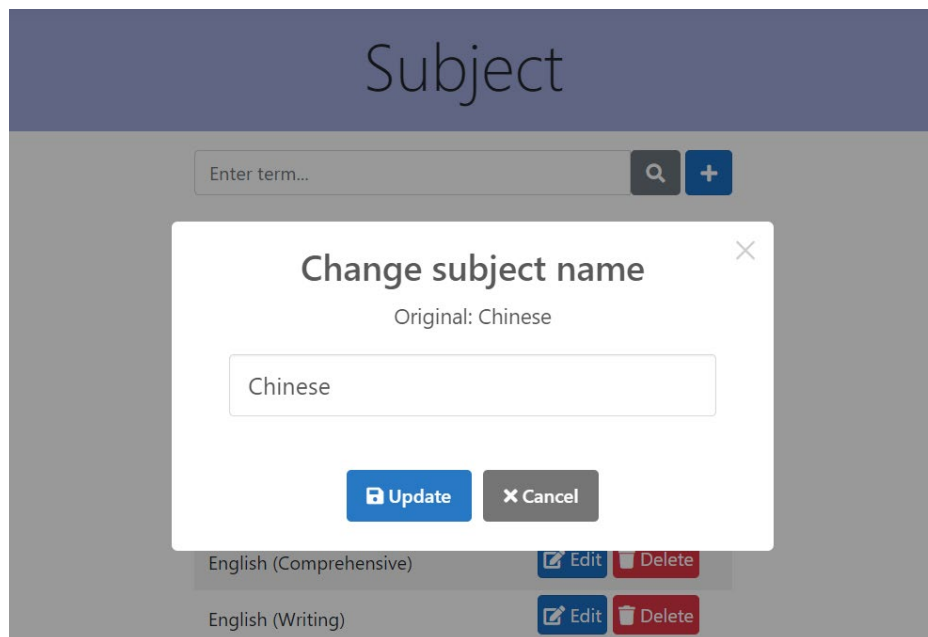 Subject
Enter term...
Change subject name
Original: Chinese
Chinese
Update Cancel
English (Comprehensive) Edit Delete
English (Writing) Edit Delete